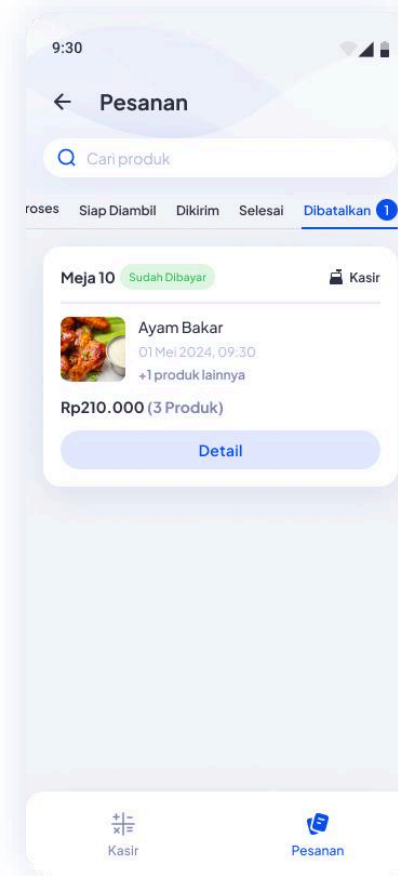 9:30
Pesanan
Cari produk
roses Siap Diambil Dikirim Selesai Dibatalkan 1
Meja 10 Sudah Dibayar Kasir
Ayam Bakar
01 Mei 2024, 09:30
+1 produk lainnya
Rp210.000 (3 Produk)
Detail
Kasir Pesanan